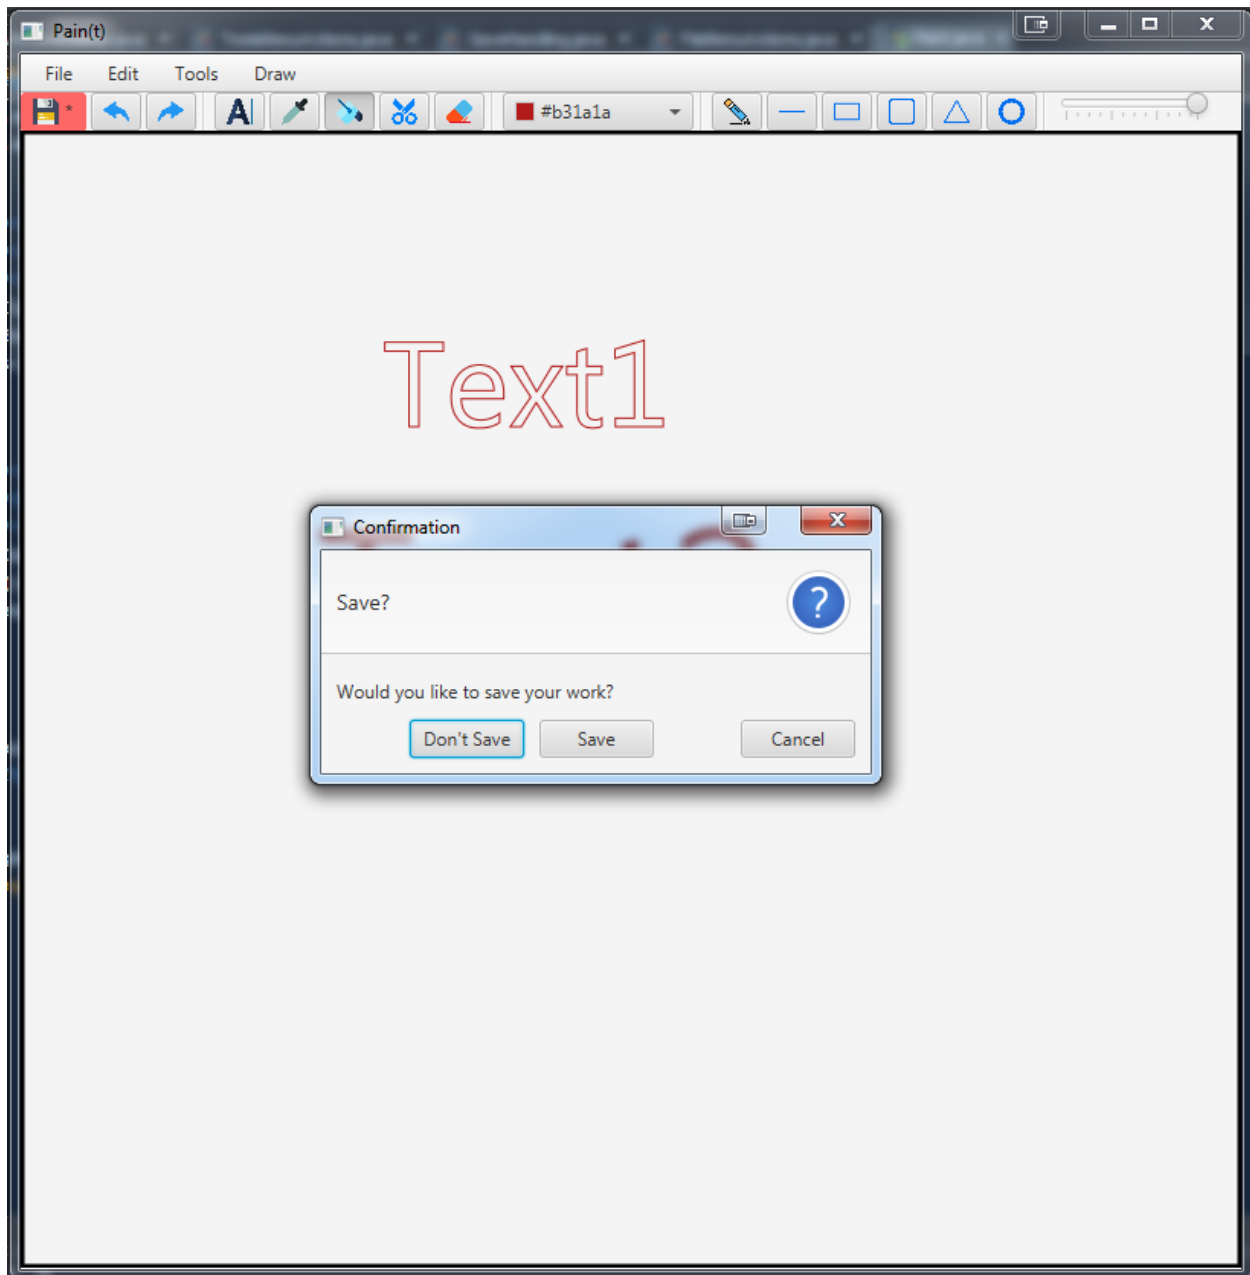 Pain(t)
File Edit Tools Draw
* A #b31a1a
Text1
Confirmation
Save?
?
Would you like to save your work?
Don't Save Save Cancel